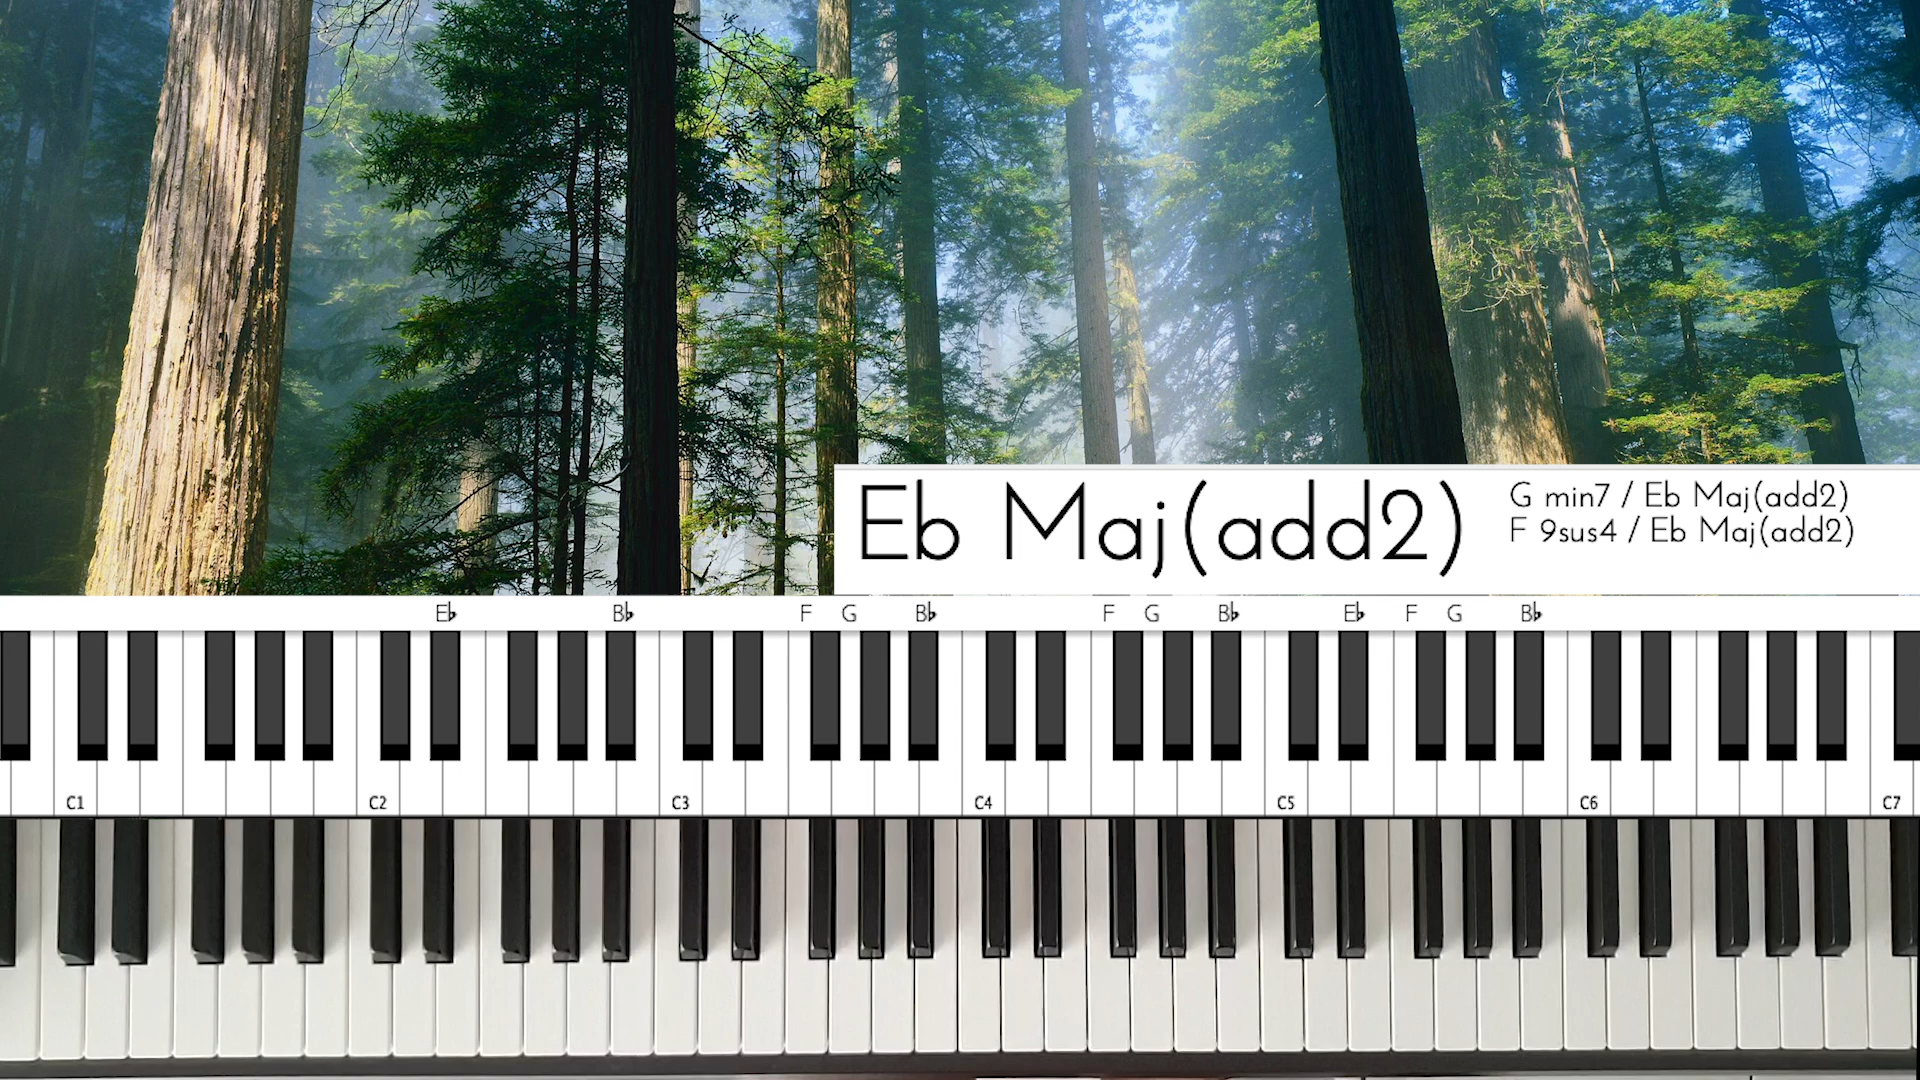 Eb Maj(add2)
G min7 / Eb Maj(add2)
F 9sus4 / Eb Maj(add2)
E♭ B♭ F G B♭ F G B♭ E♭ F G B♭
C1 C2 C3 C4 C5 C6 C7